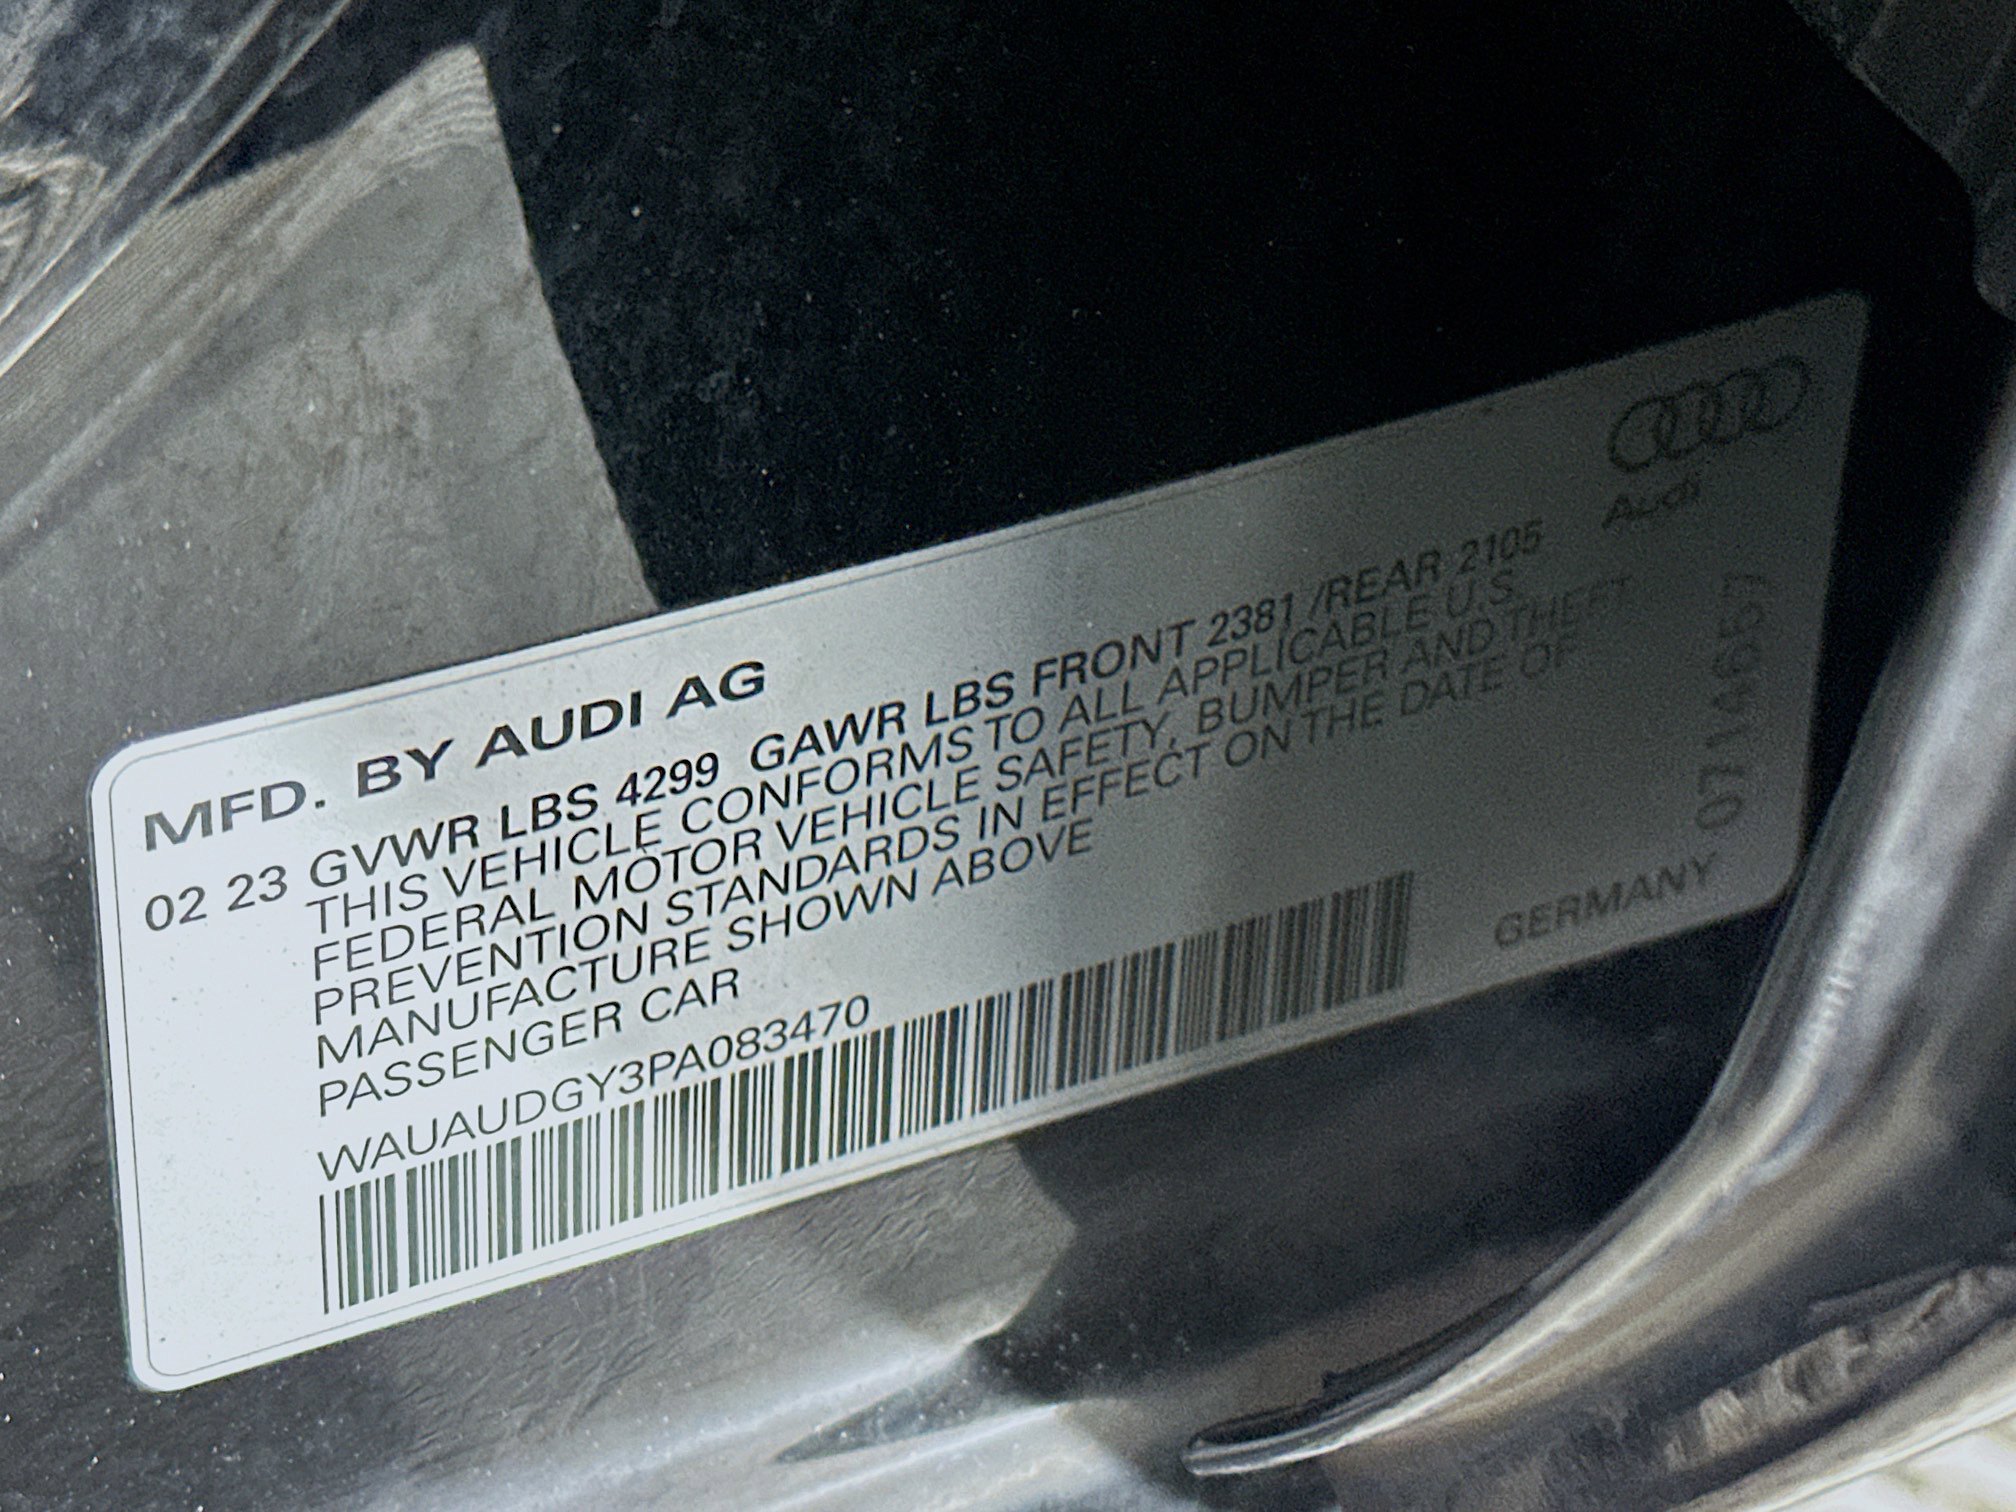 Audi
MFD. BY AUDI AG
02 23 GVWR LBS 4299 GAWR LBS FRONT 2381 /REAR 2105
THIS VEHICLE CONFORMS TO ALL APPLICABLE U.S.
FEDERAL MOTOR VEHICLE SAFETY, BUMPER AND THEFT
PREVENTION STANDARDS IN EFFECT ON THE DATE OF
MANUFACTURE SHOWN ABOVE
PASSENGER CAR
WAUAUDGY3PA083470
GERMANY